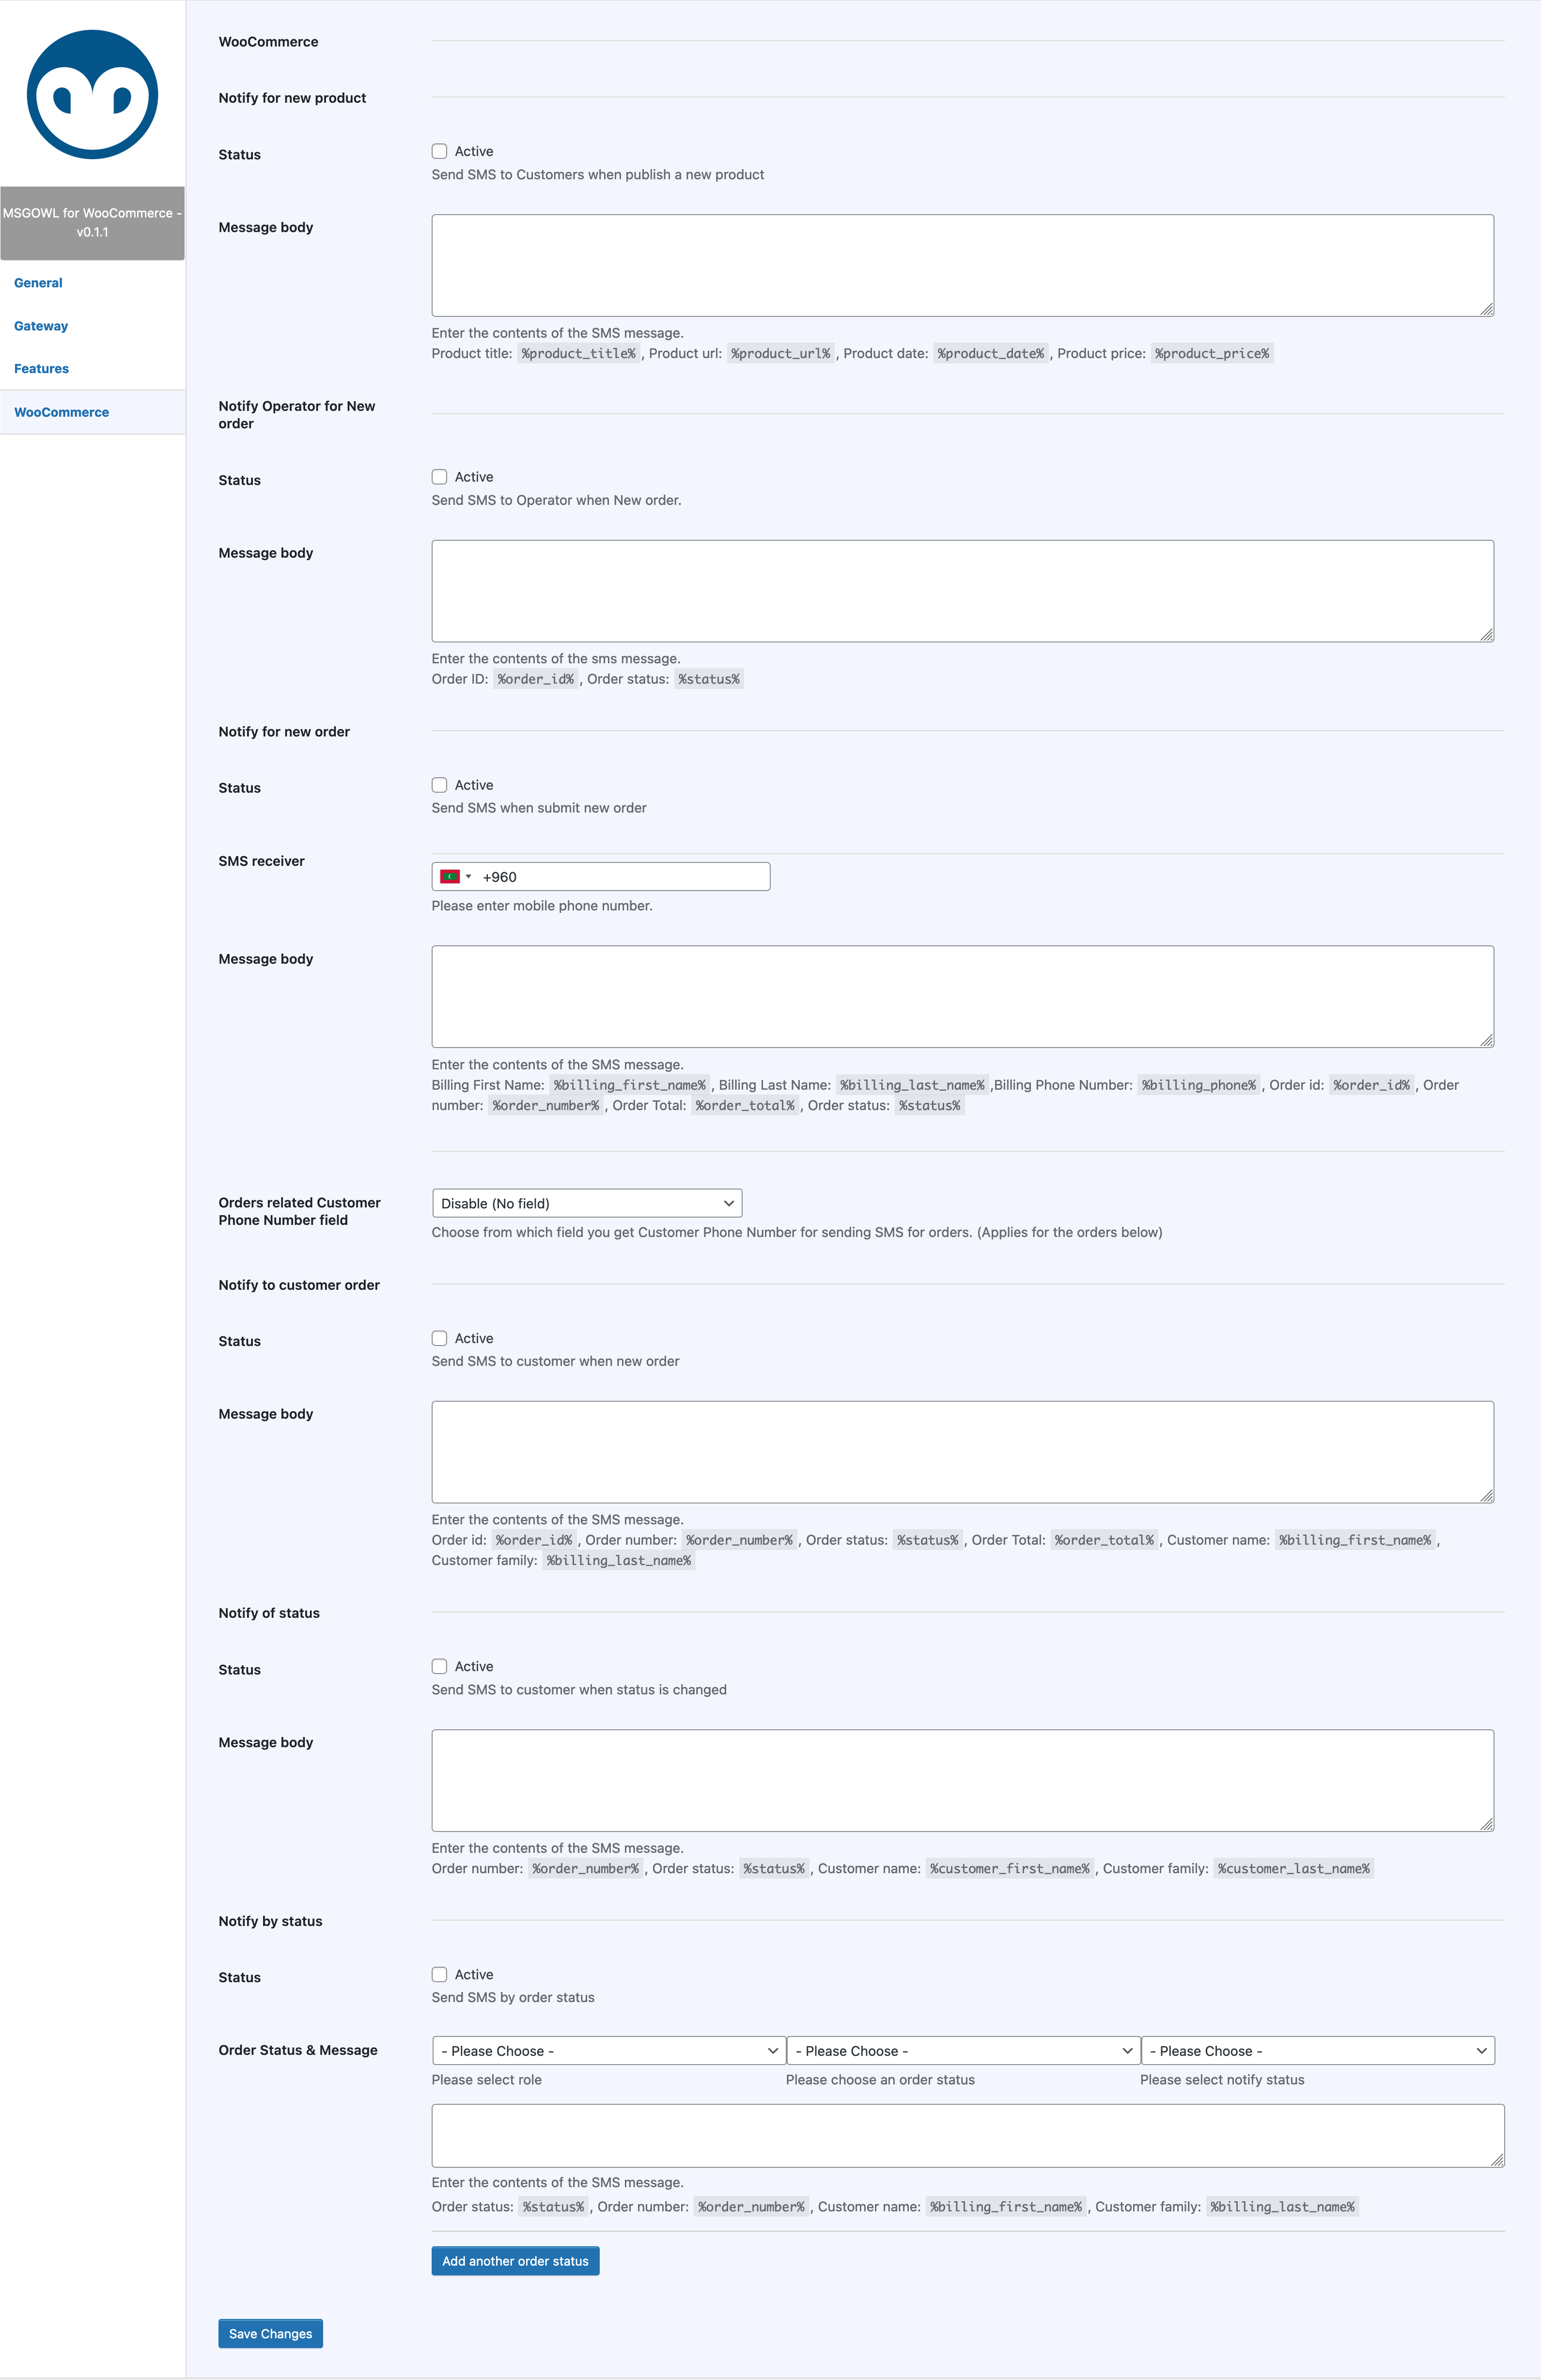 MSGOWL for WooCommerce -
v0.1.1
General
Gateway
Features
WooCommerce
WooCommerce
Notify for new product
Status
Active
Send SMS to Customers when publish a new product
Message body
Enter the contents of the SMS message.
Product title: %product_title% , Product url: %product_url% , Product date: %product_date% , Product price: %product_price%
Notify Operator for New
order
Status
Active
Send SMS to Operator when New order.
Message body
Enter the contents of the sms message.
Order ID: %order_id% , Order status: %status%
Notify for new order
Status
Active
Send SMS when submit new order
SMS receiver
+960
Please enter mobile phone number.
Message body
Enter the contents of the SMS message.
Billing First Name: %billing_first_name% , Billing Last Name: %billing_last_name% ,Billing Phone Number: %billing_phone% , Order id: %order_id% , Order
number: %order_number% , Order Total: %order_total% , Order status: %status%
Orders related Customer
Phone Number field
Disable (No field)
Choose from which field you get Customer Phone Number for sending SMS for orders. (Applies for the orders below)
Notify to customer order
Status
Active
Send SMS to customer when new order
Message body
Enter the contents of the SMS message.
Order id: %order_id% , Order number: %order_number% , Order status: %status% , Order Total: %order_total% , Customer name: %billing_first_name% ,
Customer family: %billing_last_name%
Notify of status
Status
Active
Send SMS to customer when status is changed
Message body
Enter the contents of the SMS message.
Order number: %order_number% , Order status: %status% , Customer name: %customer_first_name% , Customer family: %customer_last_name%
Notify by status
Status
Active
Send SMS by order status
Order Status & Message
- Please Choose - - Please Choose - - Please Choose -
Please select role Please choose an order status Please select notify status
Enter the contents of the SMS message.
Order status: %status% , Order number: %order_number% , Customer name: %billing_first_name% , Customer family: %billing_last_name%
Add another order status
Save Changes